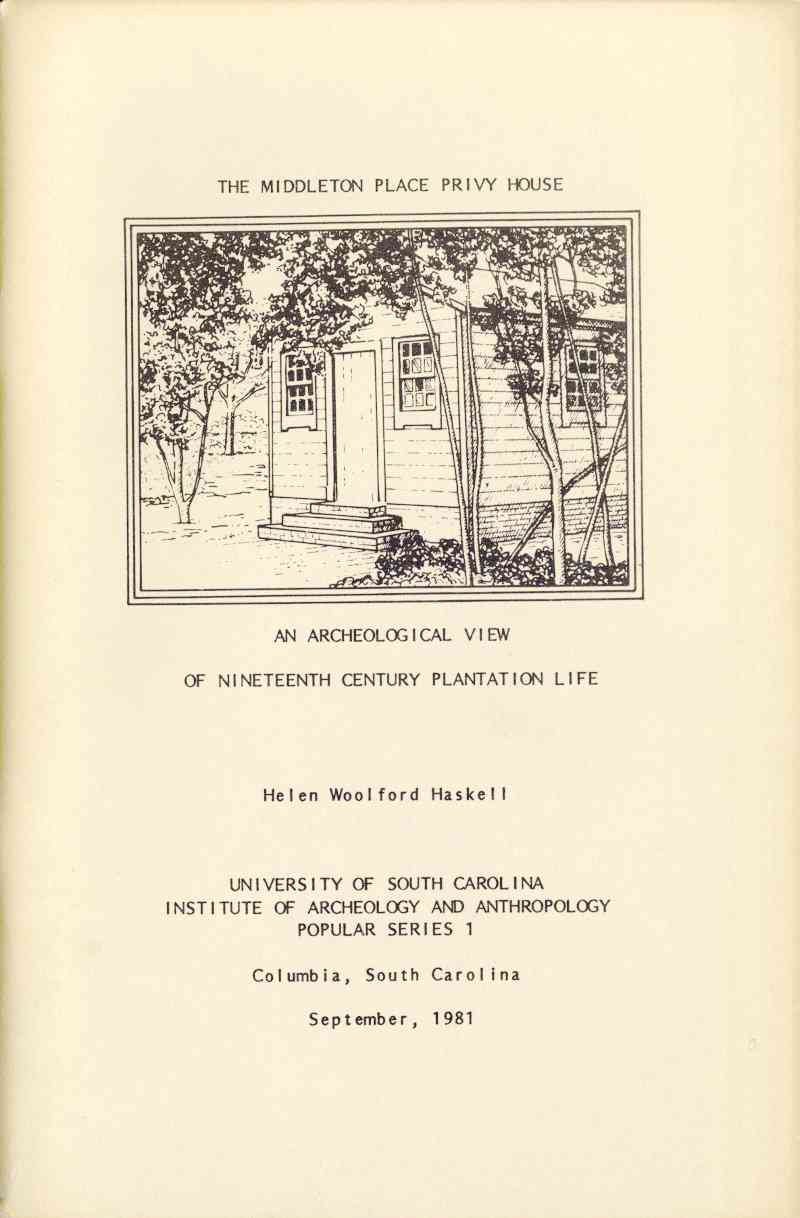 THE MIDDLETON PLACE PRIVY HOUSE
AN ARCHEOLOGICAL VIEW
OF NINETEENTH CENTURY PLANTATION LIFE
Helen Woolford Haskell
UNIVERSITY OF SOUTH CAROLINA
INSTITUTE OF ARCHEOLOGY AND ANTHROPOLOGY
POPULAR SERIES 1
Columbia, South Carolina
September, 1981